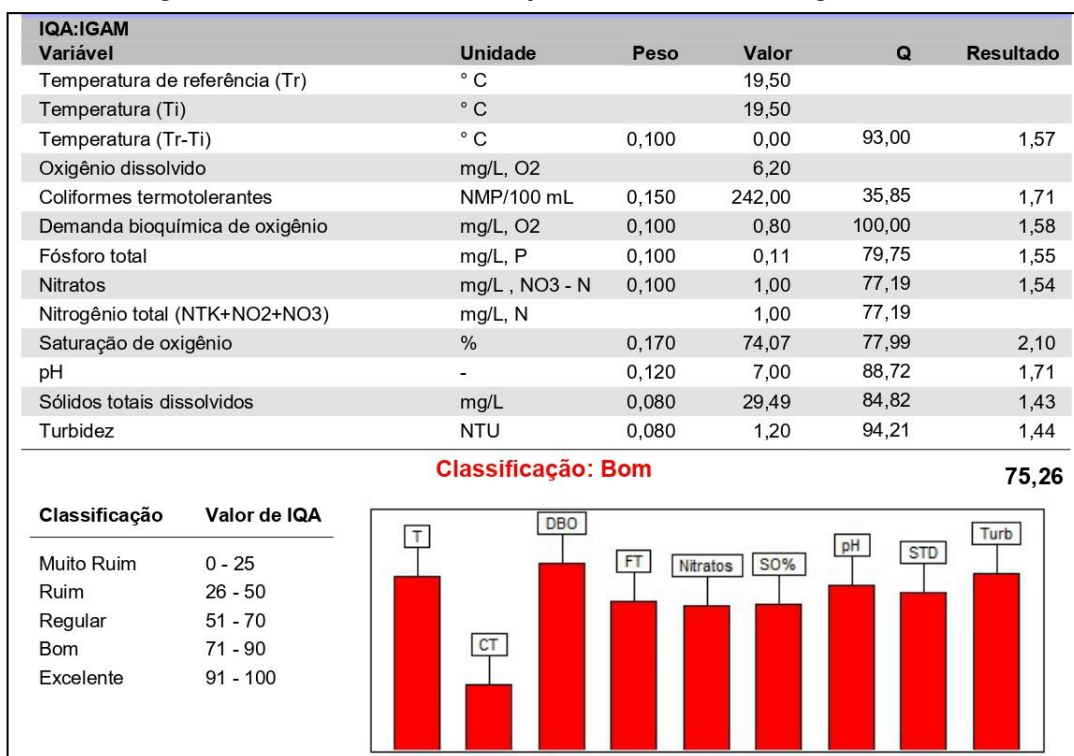 IQA:IGAM
Variável Unidade Peso Valor Q Resultado
Temperatura de referência (Tr) ° C 19,50
Temperatura (Ti) ° C 19,50
Temperatura (Tr-Ti) ° C 0,100 0,00 93,00 1,57
Oxigênio dissolvido mg/L, O2 6,20
Coliformes termotolerantes NMP/100 mL 0,150 242,00 35,85 1,71
Demanda bioquímica de oxigênio mg/L, O2 0,100 0,80 100,00 1,58
Fósforo total mg/L, P 0,100 0,11 79,75 1,55
Nitratos mg/L , NO3 - N 0,100 1,00 77,19 1,54
Nitrogênio total (NTK+NO2+NO3) mg/L, N 1,00 77,19
Saturação de oxigênio % 0,170 74,07 77,99 2,10
pH - 0,120 7,00 88,72 1,71
Sólidos totais dissolvidos mg/L 0,080 29,49 84,82 1,43
Turbidez NTU 0,080 1,20 94,21 1,44
Classificação: Bom 75,26
Classificação Valor de IQA
Muito Ruim 0 - 25
Ruim 26 - 50
Regular 51 - 70
Bom 71 - 90
Excelente 91 - 100
T CT DBO FT Nitratos SO% pH STD Turb